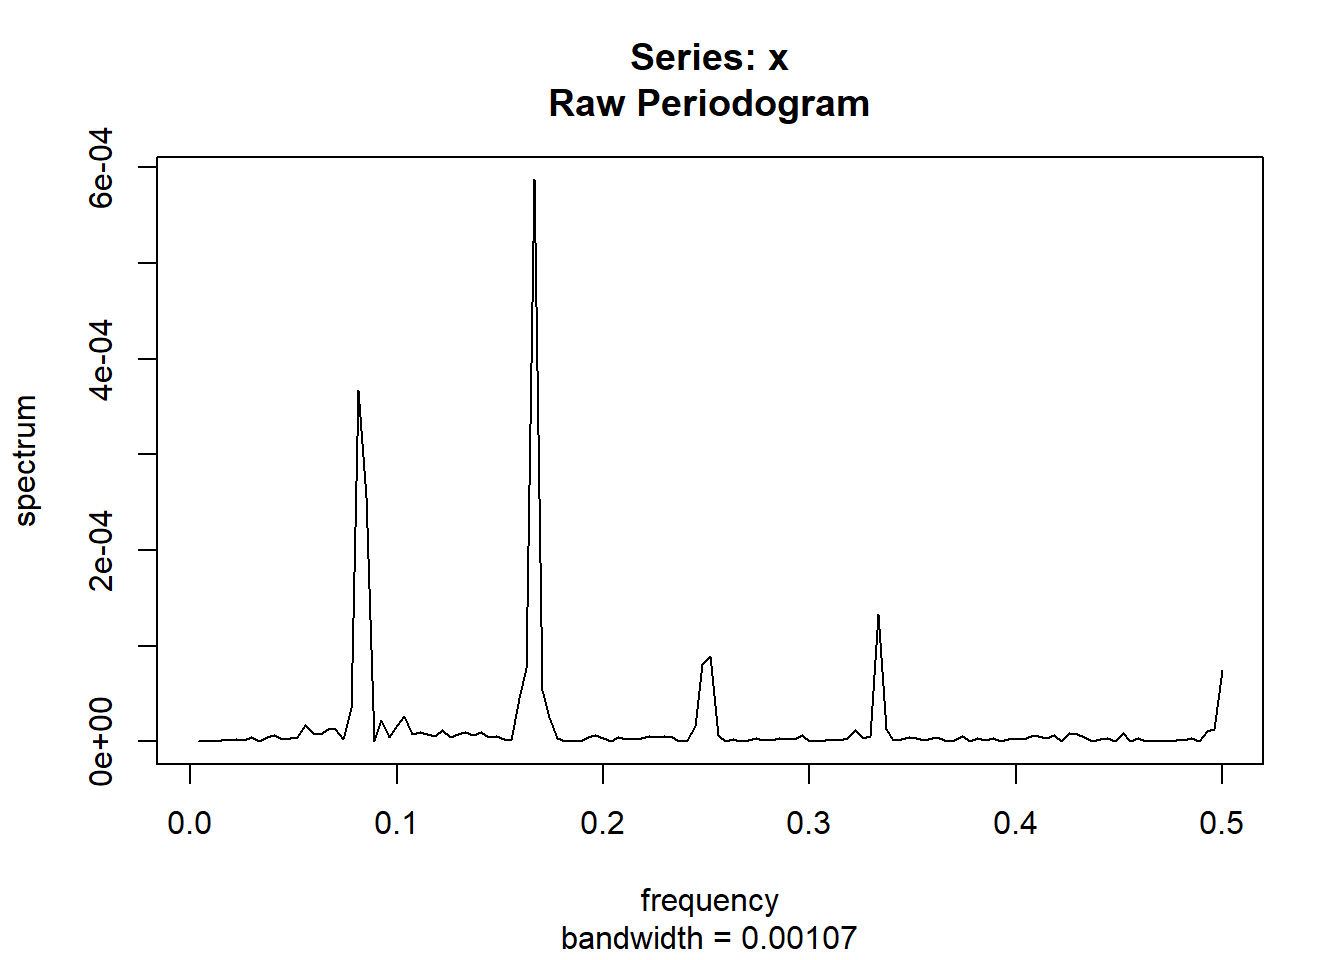 Series: x
Raw Periodogram
spectrum
6e-04
4e-04
2e-04
0e+00
0.0 0.1 0.2 0.3 0.4 0.5
frequency
bandwidth = 0.00107